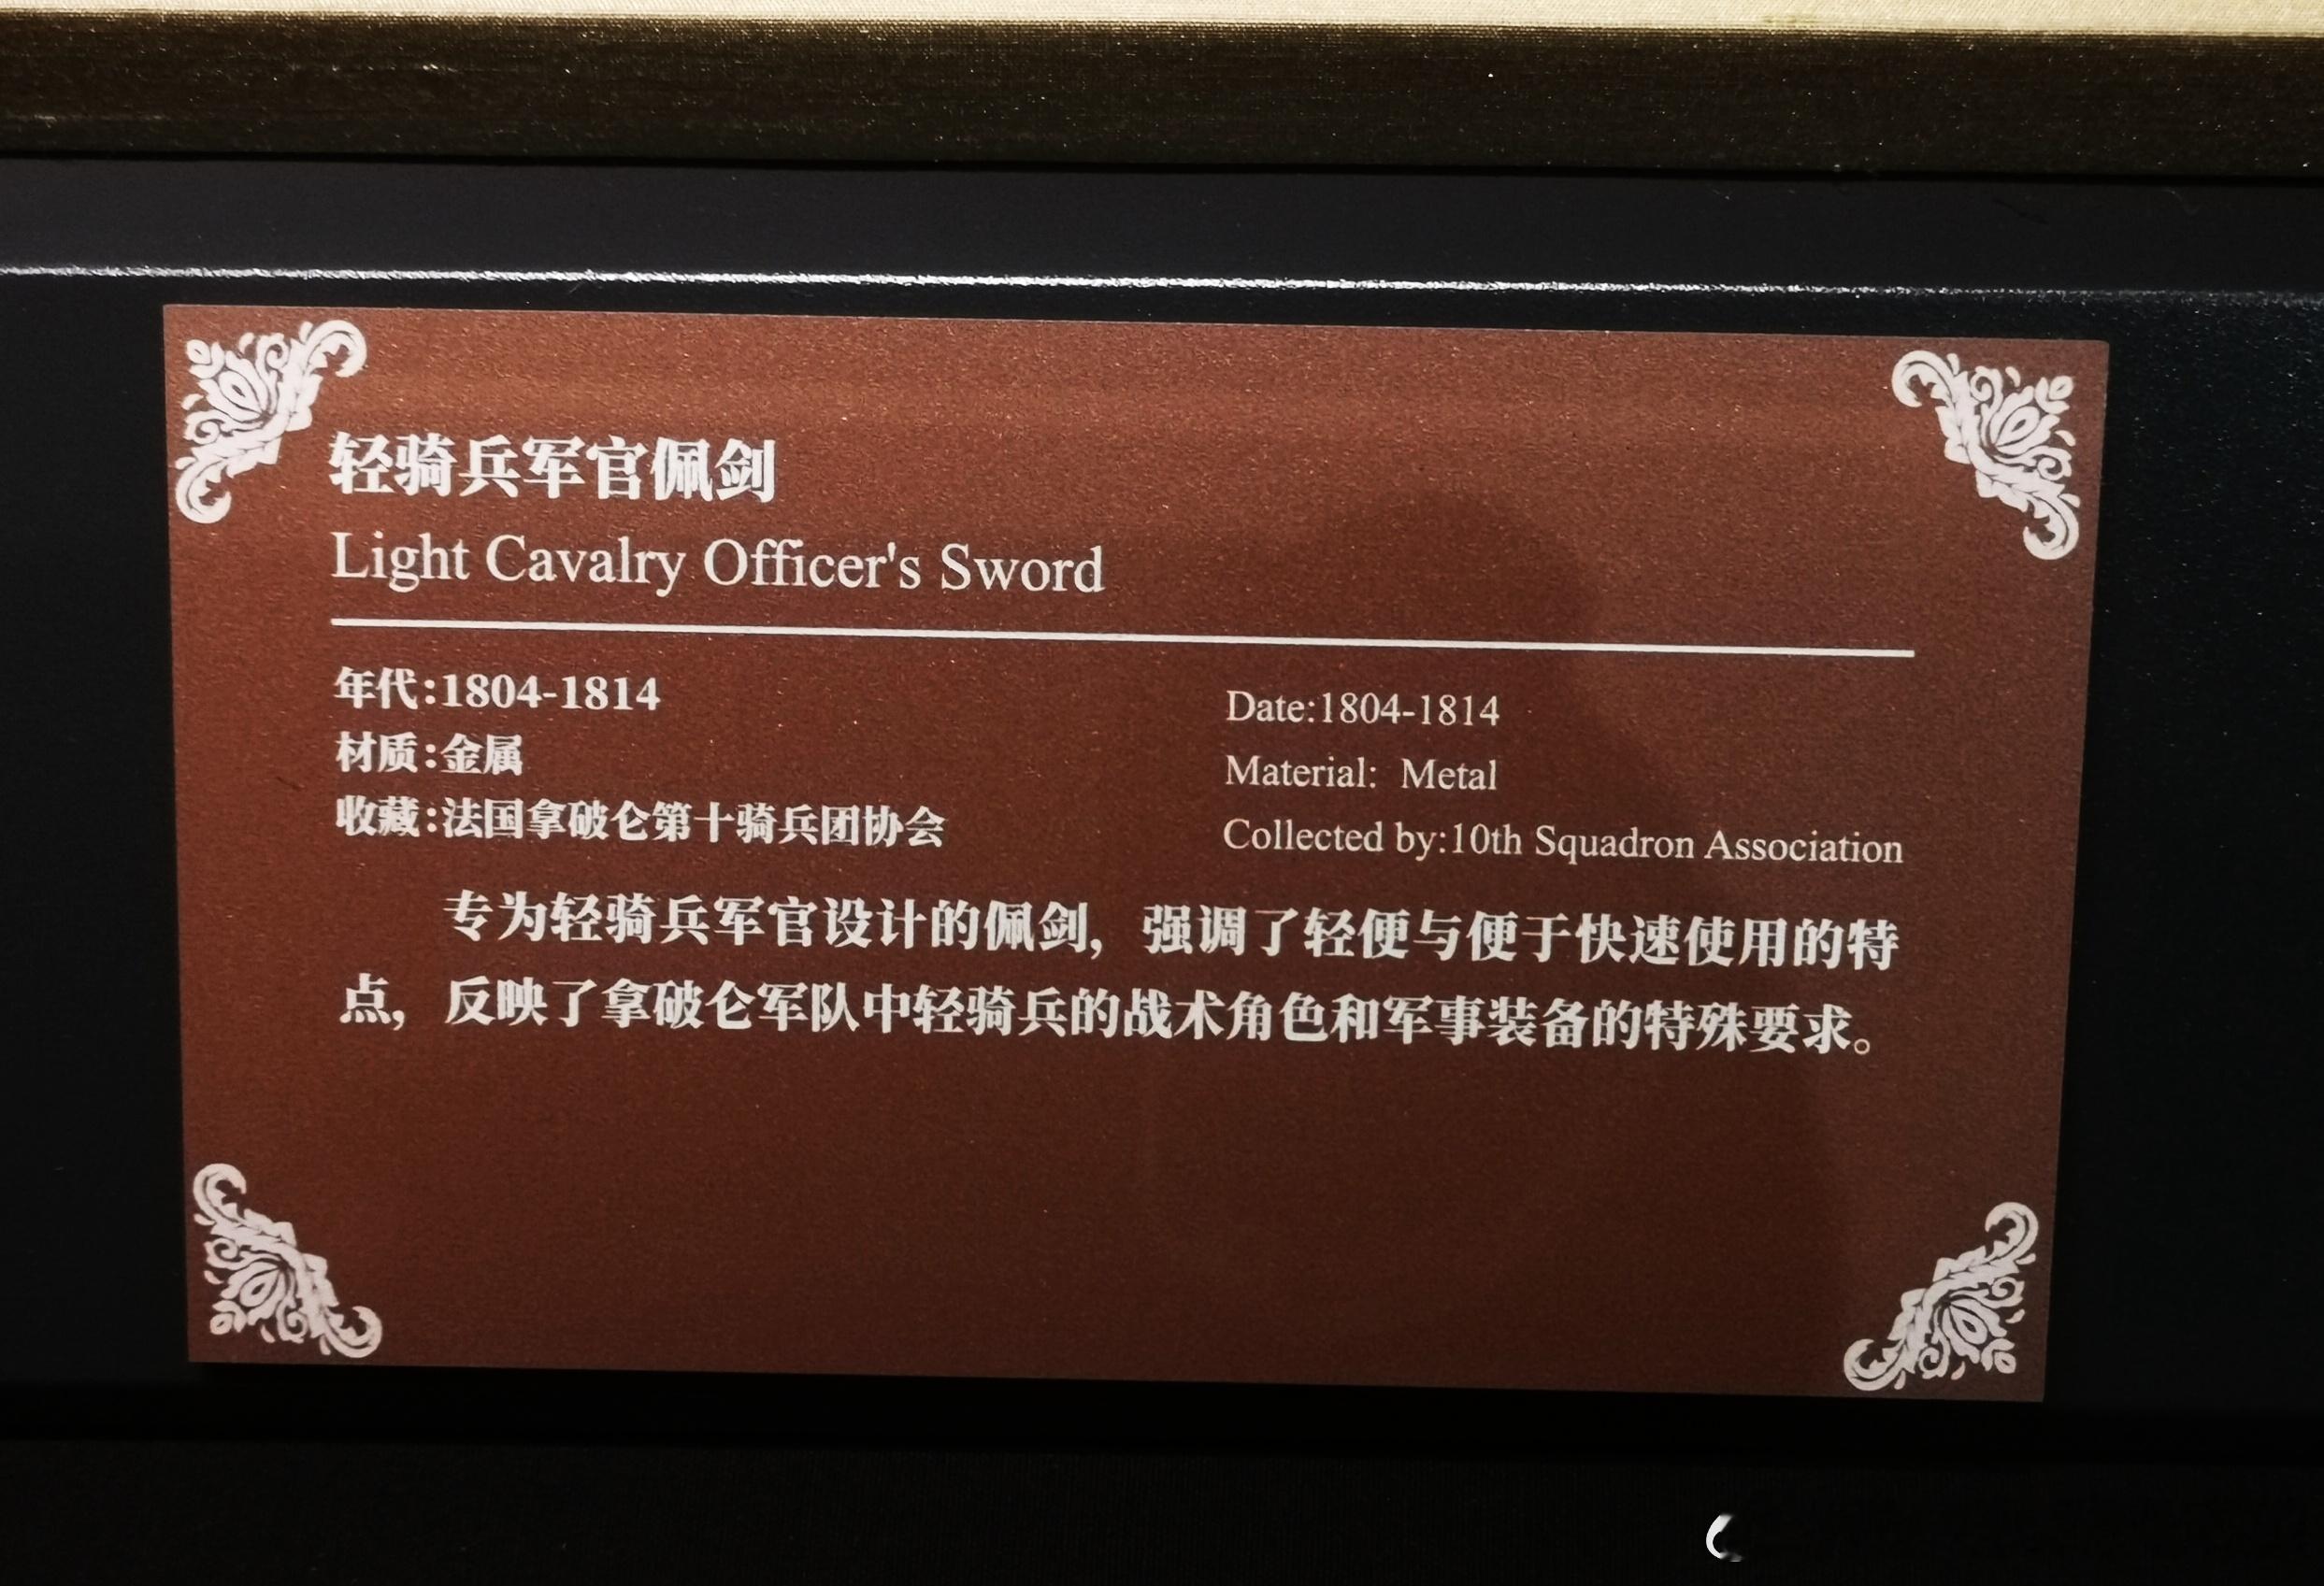 轻骑兵军官佩剑
Light Cavalry Officer's Sword
年代:1804-1814
材质:金属
收藏:法国拿破仑第十骑兵团协会
Date:1804-1814
Material: Metal
Collected by:10th Squadron Association
专为轻骑兵军官设计的佩剑，强调了轻便与便于快速使用的特
点，反映了拿破仑军队中轻骑兵的战术角色和军事装备的特殊要求。